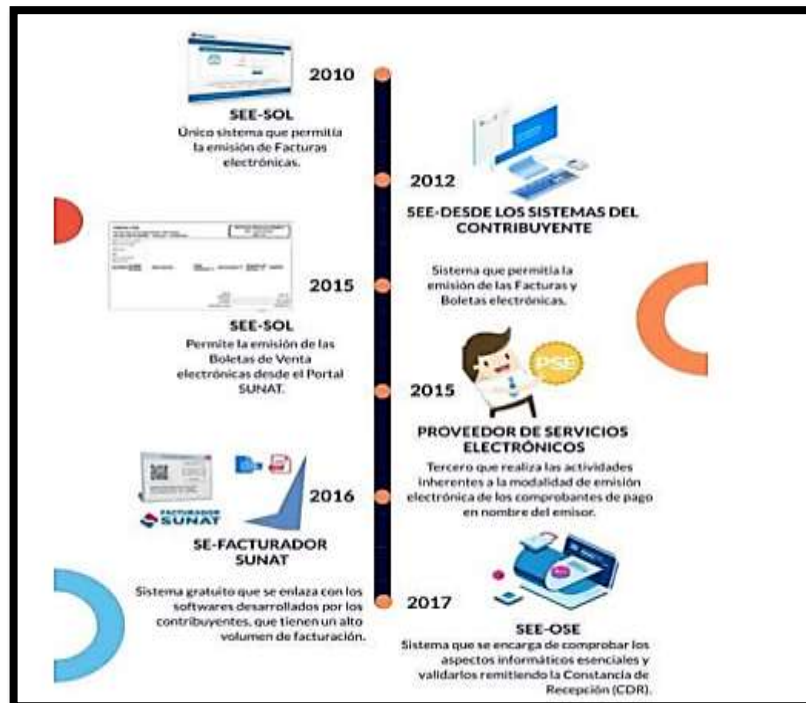 2010
SEE-SOL
Único sistema que permitía
la emisión de Facturas
electrónicas.
2012
SEE-DESDE LOS SISTEMAS DEL
CONTRIBUYENTE
Sistema que permitía la
emisión de las Facturas y
Boletas electrónicas.
2015
SEE-SOL
Permite la emisión de las
Boletas de Venta
electrónicas desde el Portal
SUNAT.
PSE
2015
PROVEEDOR DE SERVICIOS
ELECTRÓNICOS
Tercero que realiza las actividades
inherentes a la modalidad de emisión
electrónica de los comprobantes de pago
en nombre del emisor.
FACTURADOR
SUNAT
2016
SE-FACTURADOR
SUNAT
Sistema gratuito que se enlaza con los
softwares desarrollados por los
contribuyentes, que tienen un alto
volumen de facturación.
2017
SEE-OSE
Sistema que se encarga de comprobar los
aspectos informáticos esenciales y
validarlos remitiendo la Constancia de
Recepción (CDR).